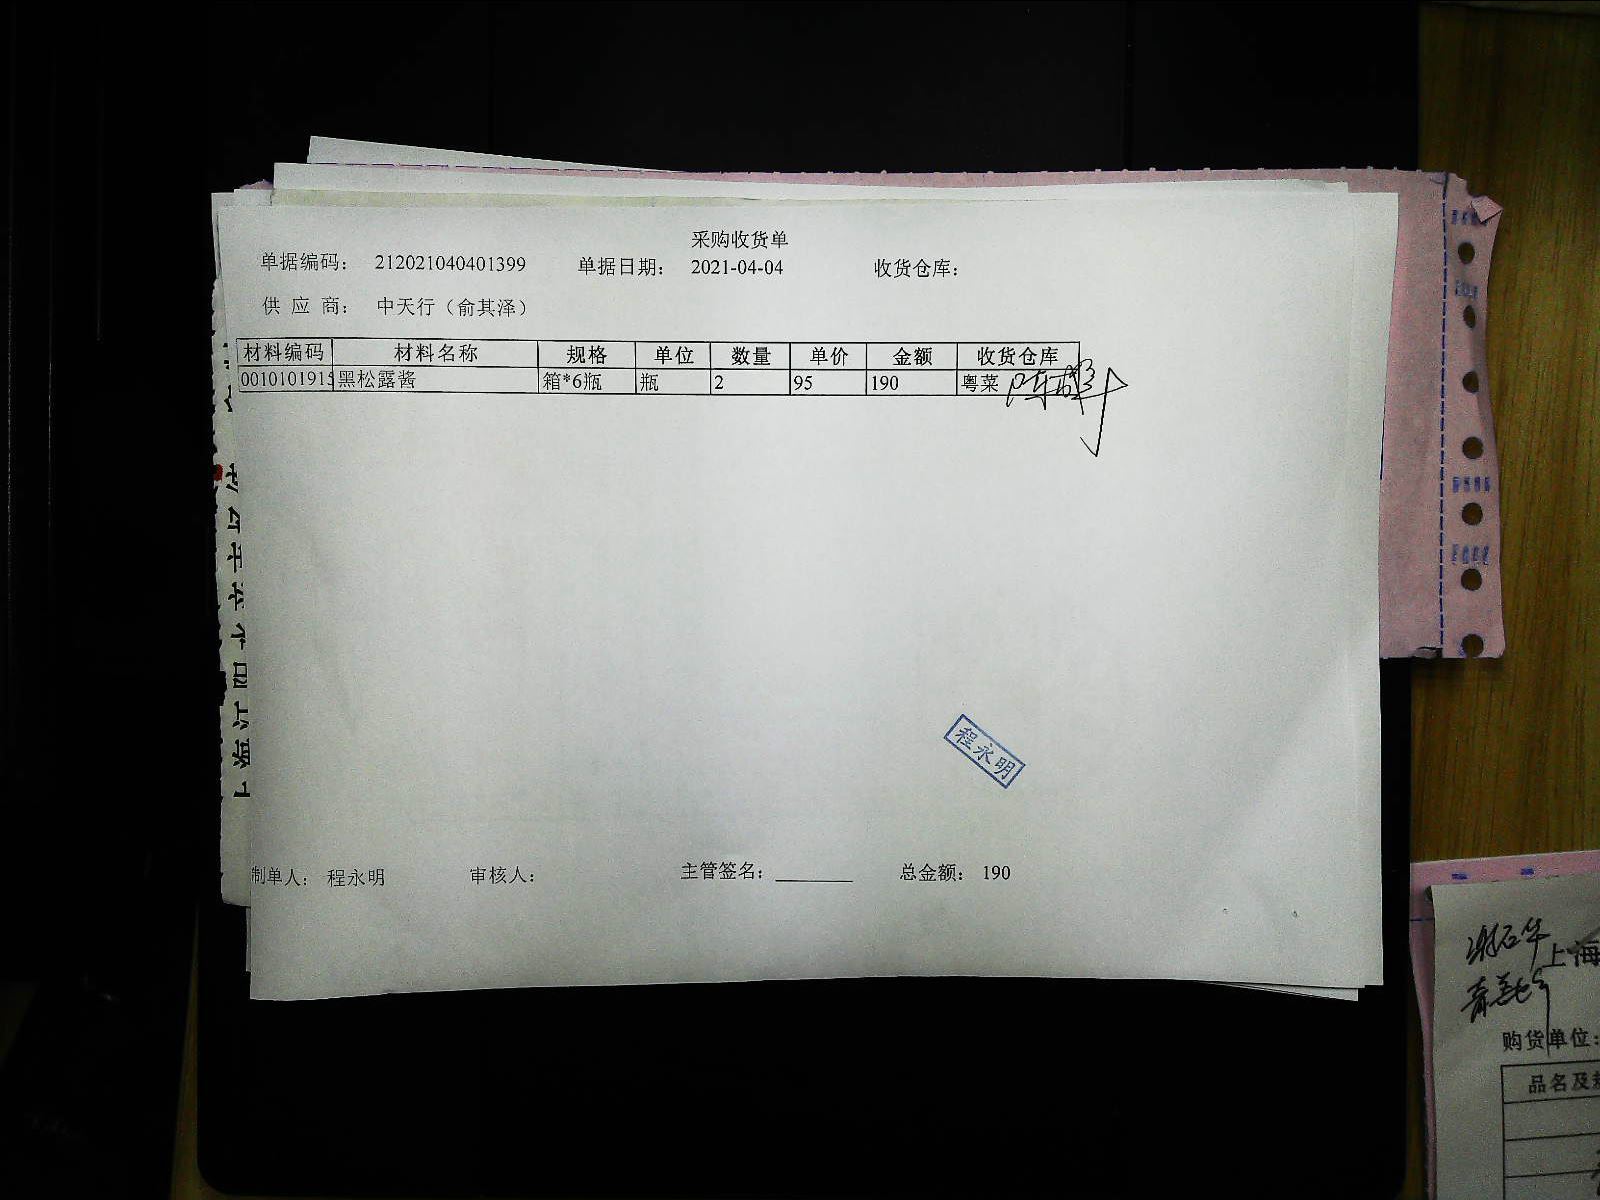 采购收货单
单据编码： 212021040401399 单据日期： 2021-04-04 收货仓库：
供 应 商： 中天行（俞其泽）
材料编码 材料名称 规格 单位 数量 单价 金额 收货仓库
0010101915 黑松露酱 箱*6瓶 瓶 2 95 190 粤菜
程永明
制单人： 程永明 审核人： 主管签名： 总金额： 190
上海
购货单位：
品名及